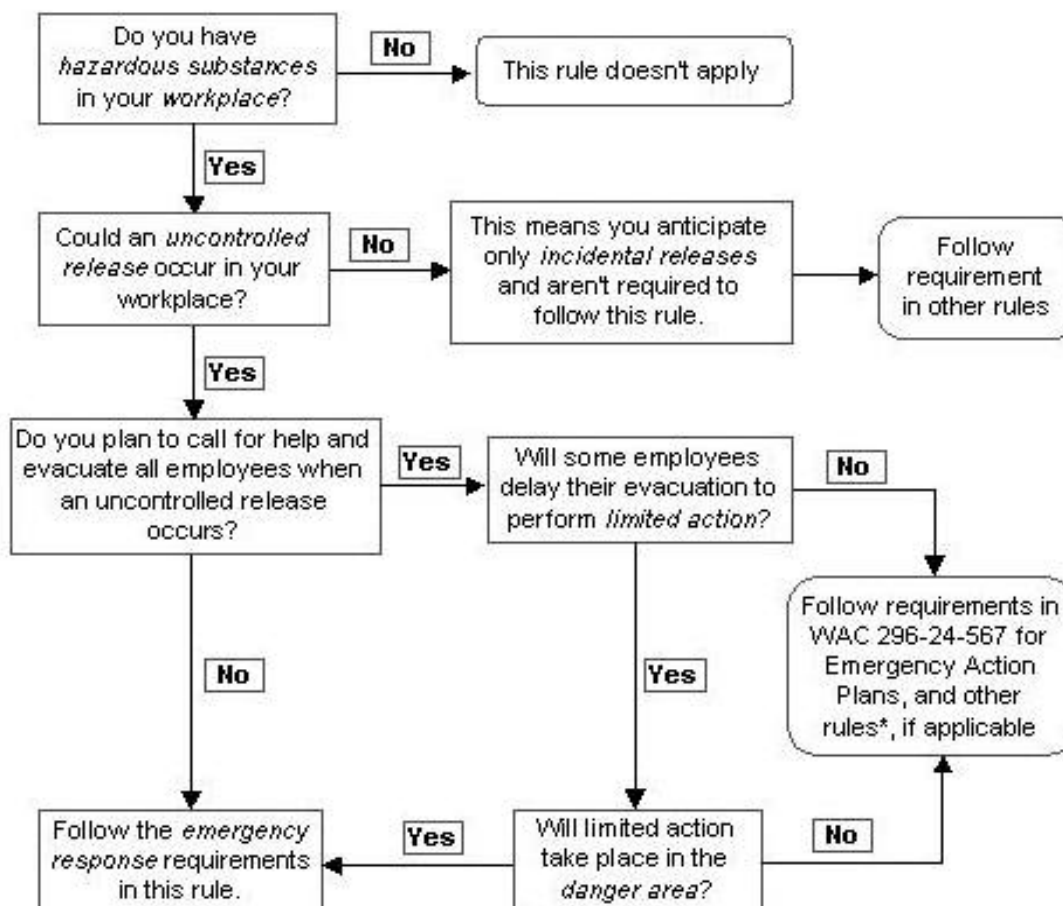 Do you have
hazardous substances
in your workplace?
No
This rule doesn't apply
Yes
Could an uncontrolled
release occur in your
workplace?
No
This means you anticipate
only incidental releases
and aren't required to
follow this rule.
Follow
requirement
in other rules
Yes
Do you plan to call for help and
evacuate all employees when
an uncontrolled release
occurs?
Yes
Will some employees
delay their evacuation to
perform limited action?
No
Follow requirements in
WAC 296-24-567 for
Emergency Action
Plans, and other
rules*, if applicable
No
Yes
Follow the emergency
response requirements
in this rule.
Yes
Will limited action
take place in the
danger area?
No